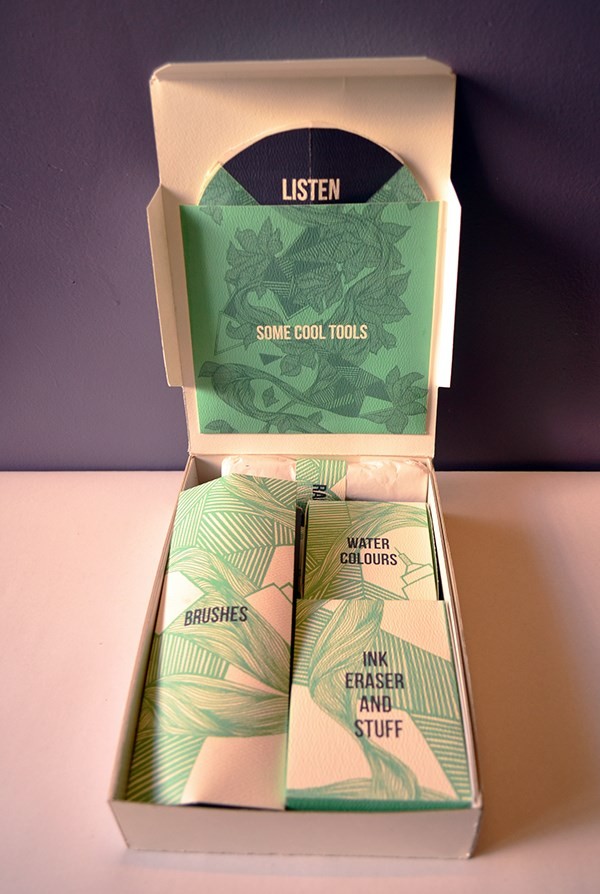 LISTEN
SOME COOL TOOLS
WATER
COLOURS
BRUSHES
INK
ERASER
AND
STUFF